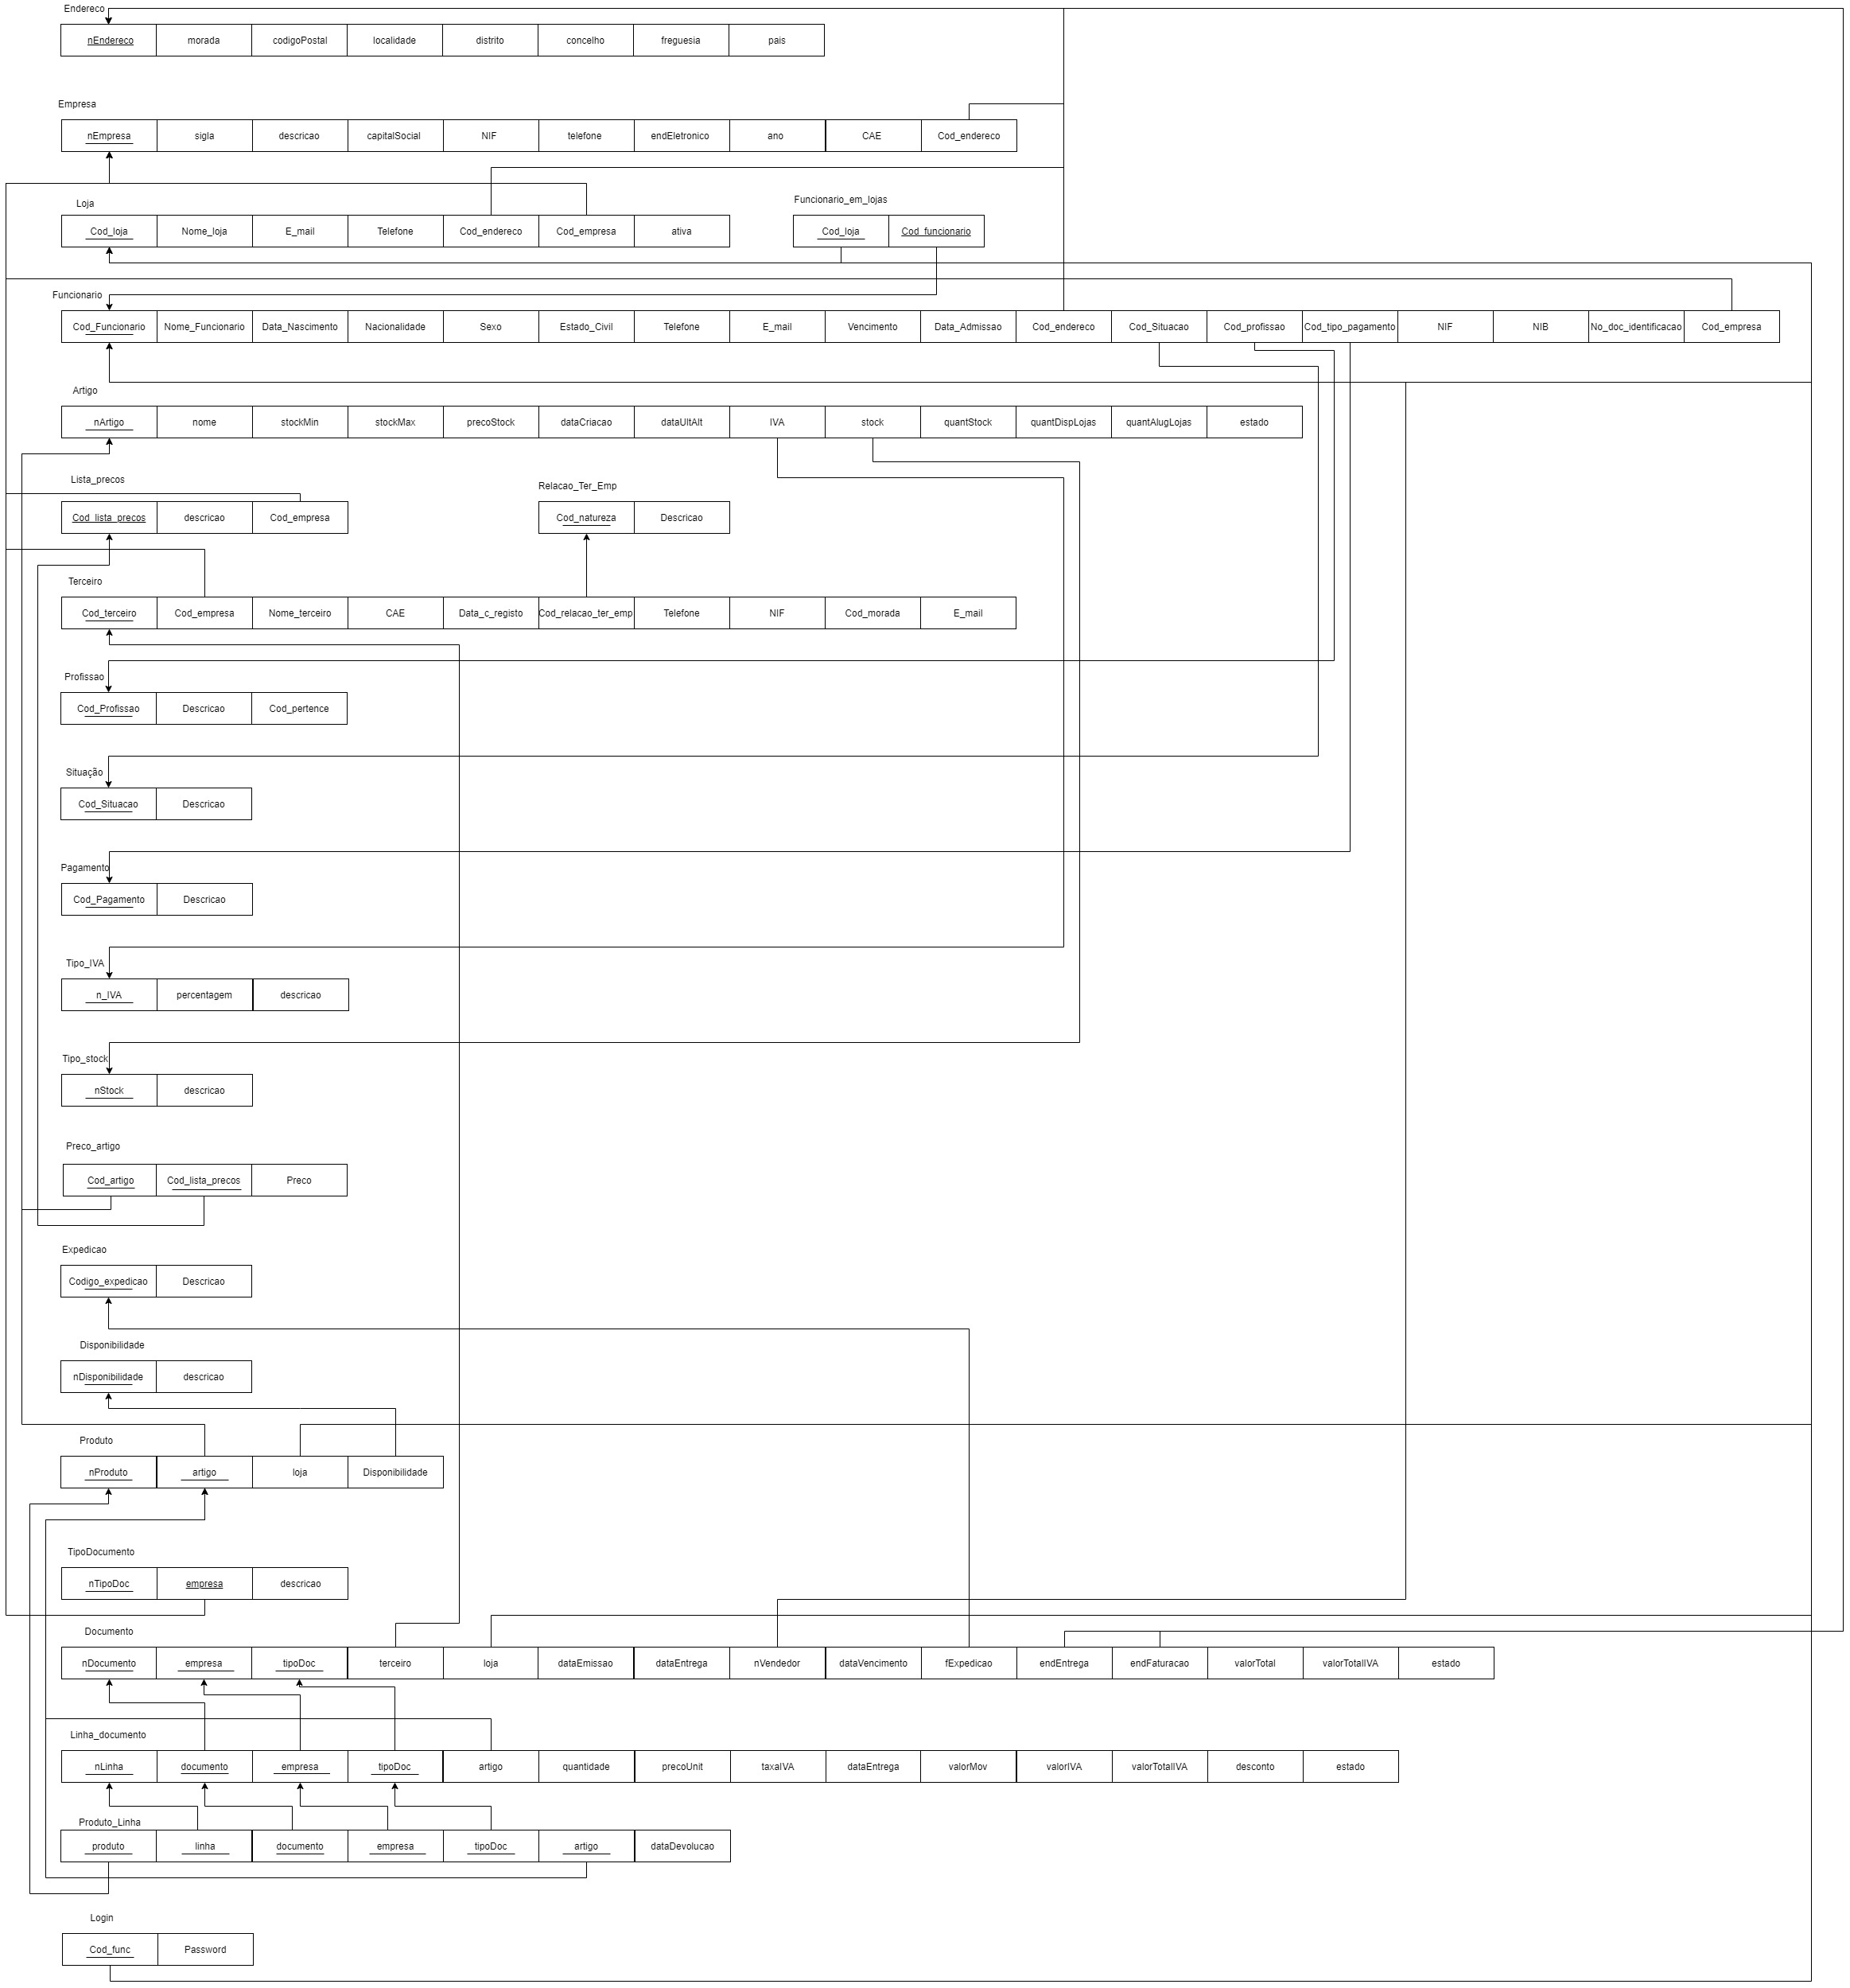 Endereco
nEndereco morada codigoPostal localidade distrito concelho freguesia pais
Empresa
nEmpresa sigla descricao capitalSocial NIF telefone endEletronico ano CAE Cod_endereco
Loja
Cod_loja Nome_loja E_mail Telefone Cod_endereco Cod_empresa ativa
Funcionario_em_lojas
Cod_loja Cod_funcionario
Funcionario
Cod_Funcionario Nome_Funcionario Data_Nascimento Nacionalidade Sexo Estado_Civil Telefone E_mail Vencimento Data_Admissao Cod_endereco Cod_Situacao Cod_profissao Cod_tipo_pagamento NIF NIB No_doc_identificacao Cod_empresa
Artigo
nArtigo nome stockMin stockMax precoStock dataCriacao dataUltAlt IVA stock quantStock quantDispLojas quantAlugLojas estado
Lista_precos
Cod_lista_precos descricao Cod_empresa
Relacao_Ter_Emp
Cod_natureza Descricao
Terceiro
Cod_terceiro Cod_empresa Nome_terceiro CAE Data_c_registo Cod_relacao_ter_emp Telefone NIF Cod_morada E_mail
Profissao
Cod_Profissao Descricao Cod_pertence
Situação
Cod_Situacao Descricao
Pagamento
Cod_Pagamento Descricao
Tipo_IVA
n_IVA percentagem descricao
Tipo_stock
nStock descricao
Preco_artigo
Cod_artigo Cod_lista_precos Preco
Expedicao
Codigo_expedicao Descricao
Disponibilidade
nDisponibilidade descricao
Produto
nProduto artigo loja Disponibilidade
TipoDocumento
nTipoDoc empresa descricao
Documento
nDocumento empresa tipoDoc terceiro loja dataEmissao dataEntrega nVendedor dataVencimento fExpedicao endEntrega endFaturacao valorTotal valorTotalIVA estado
Linha_documento
nLinha documento empresa tipoDoc artigo quantidade precoUnit taxaIVA dataEntrega valorMov valorIVA valorTotalIVA desconto estado
Produto_Linha
produto linha documento empresa tipoDoc artigo dataDevolucao
Login
Cod_func Password